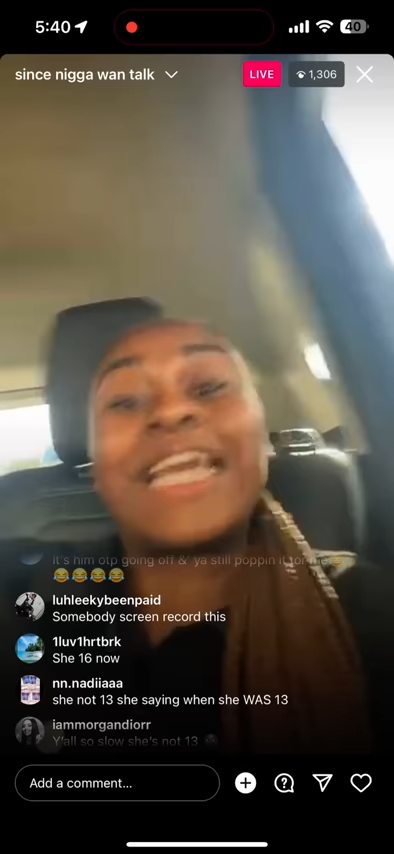 5:40
40
since nigga wan talk
LIVE
1,306
It's him otp going off &' ya still poppin it for me
😂😂😂😂
luhleekybeenpaid
Somebody screen record this
1luv1hrtbrk
She 16 now
nn.nadiiaaa
she not 13 she saying when she WAS 13
iammorgandiorr
Y'all so slow she's not 13
Add a comment...